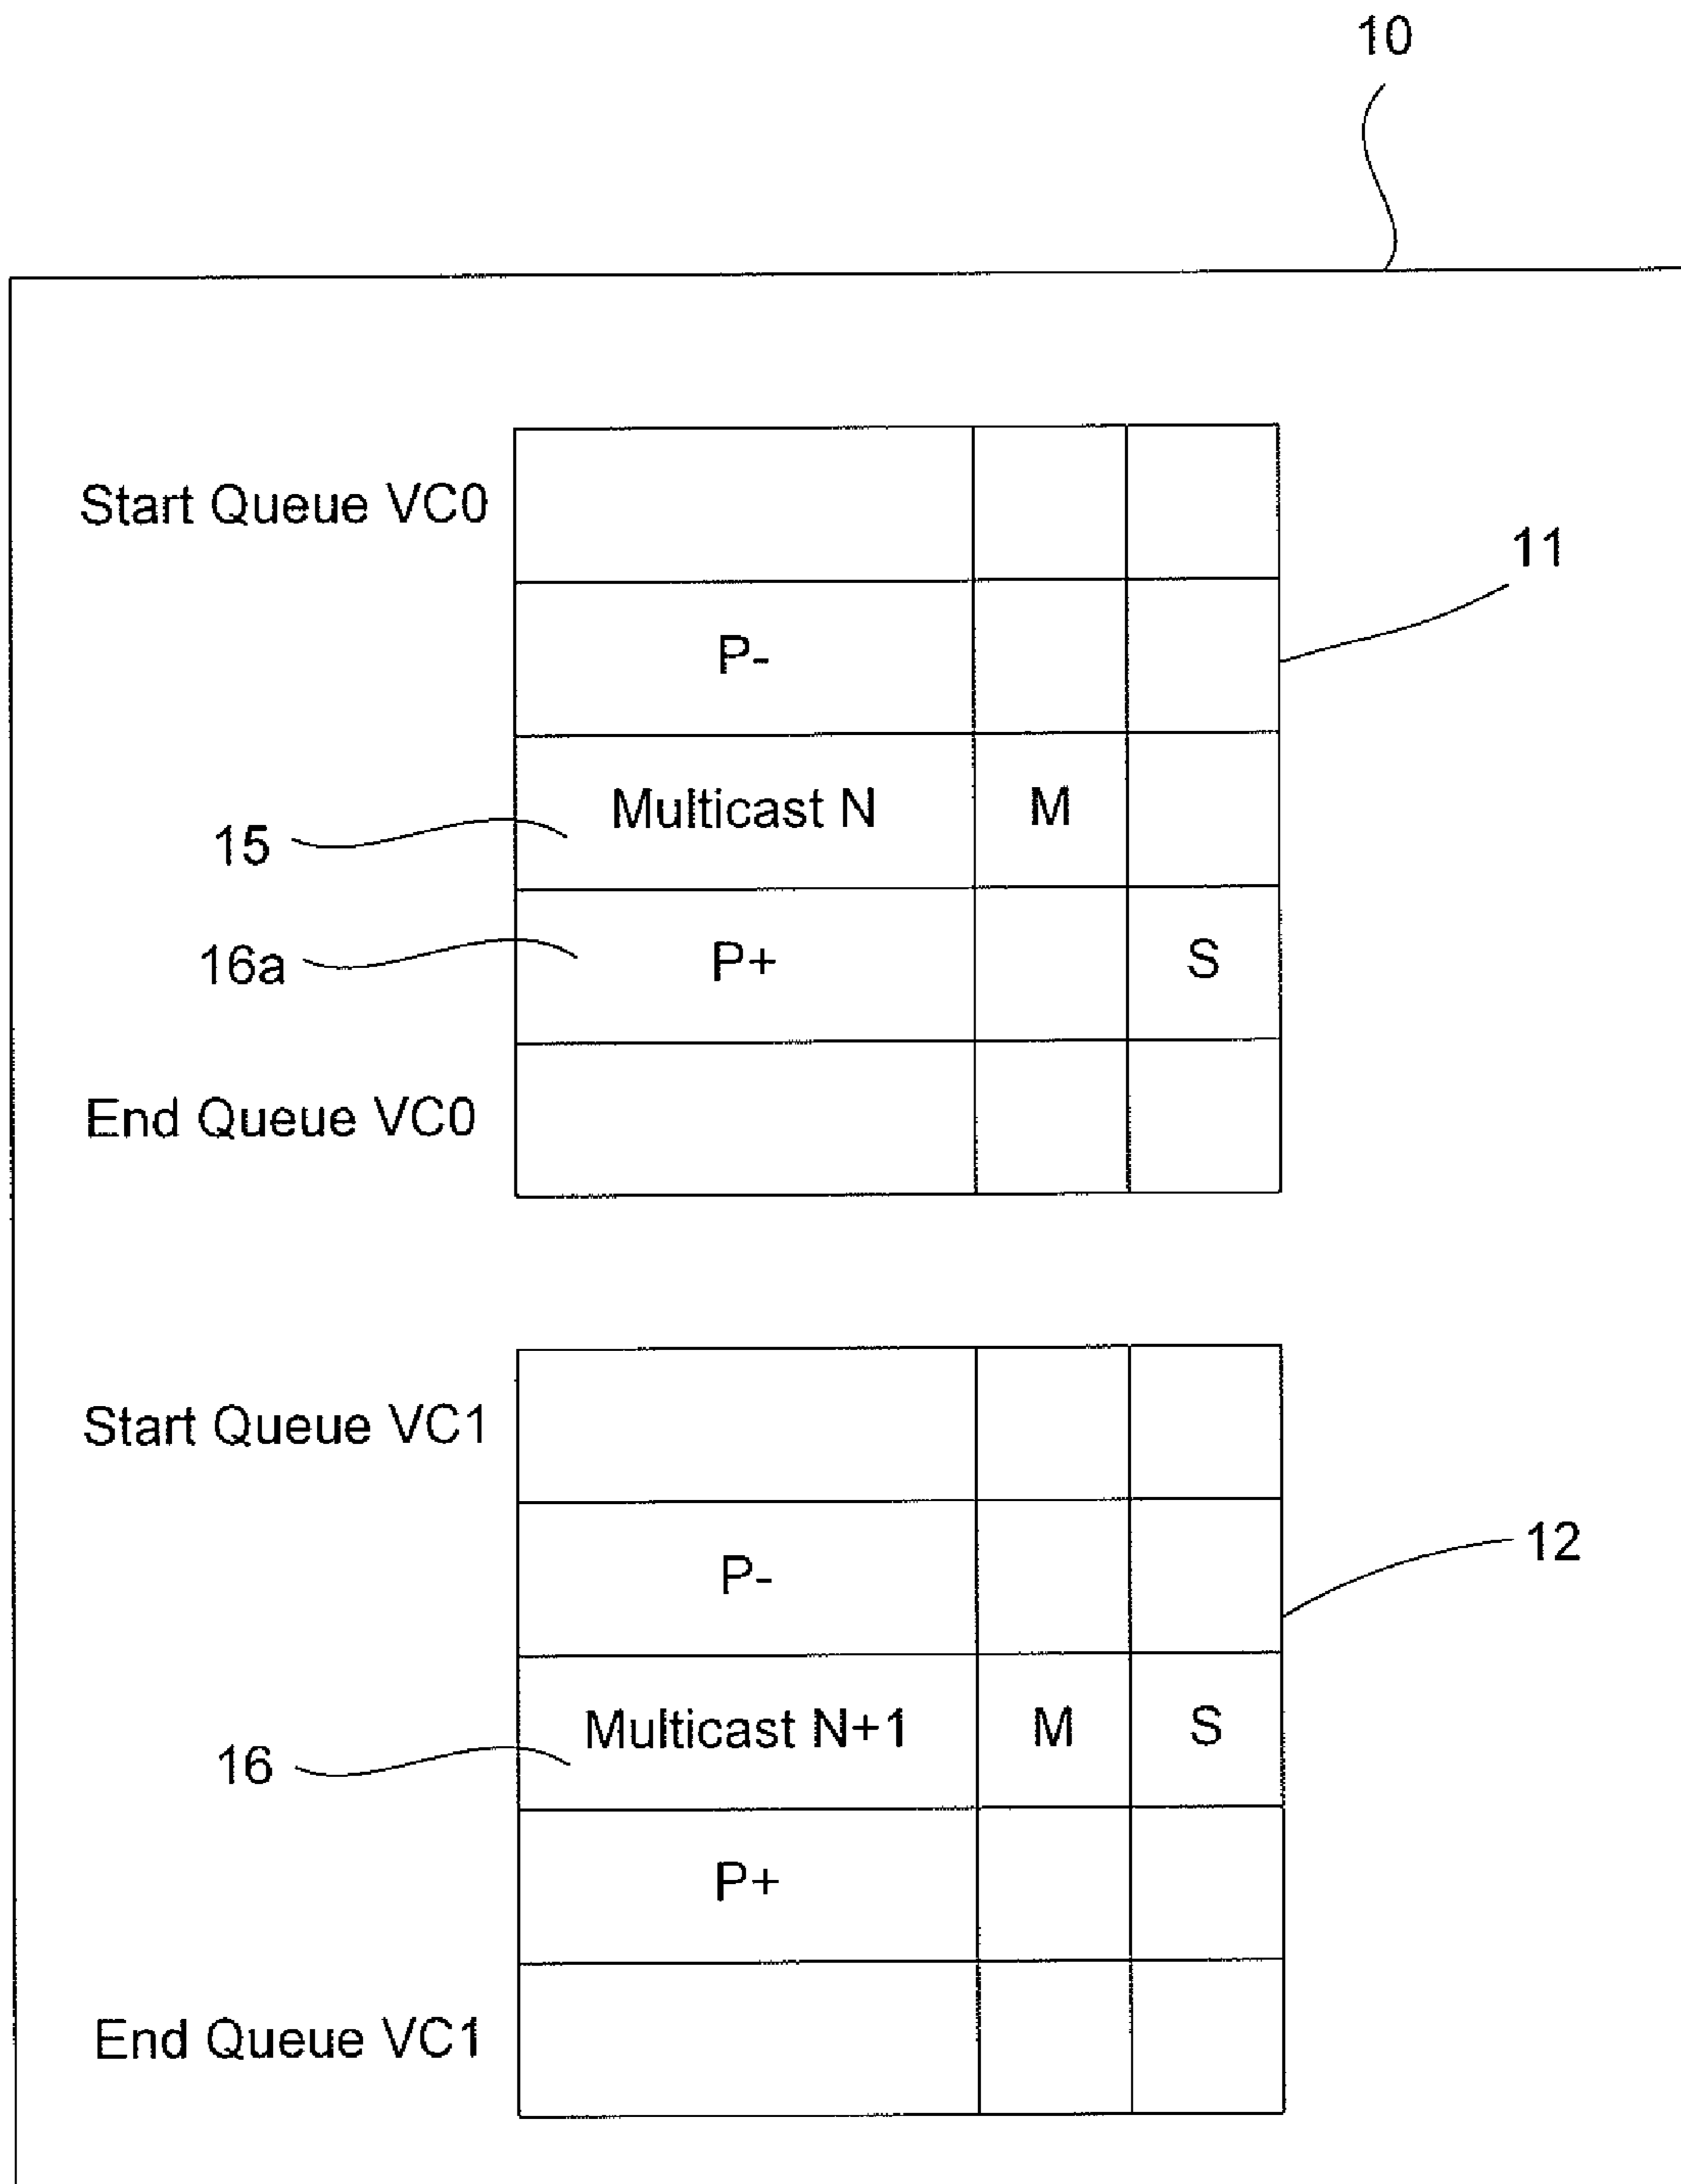 10
Start Queue VC0
11
P-
Multicast N M
15
16a
P+ S
End Queue VC0
Start Queue VC1
P-
12
Multicast N+1 M S
16
P+
End Queue VC1